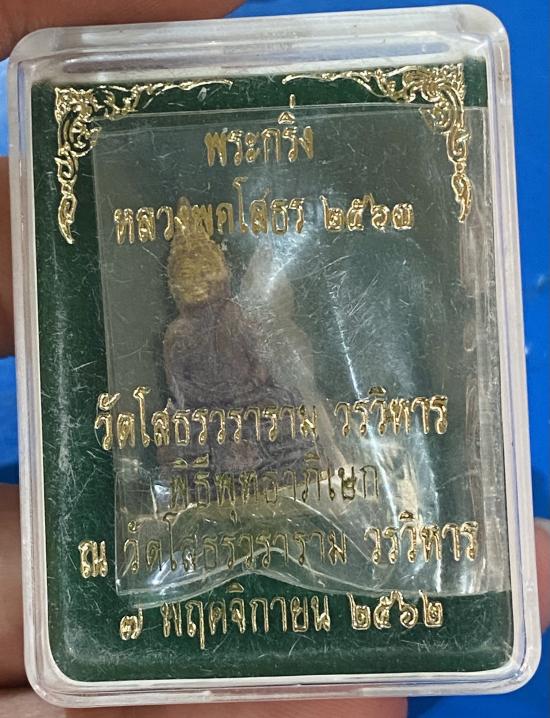 พระกริ่ง
หลวงพุดโสธร ๒๕๖๓
วัดโสธรวราราม วรวิหาร
พิธีพุทธาภิเษก
ณ วัดโสธรวราราม วรวิหาร
๗ พฤศจิกายน ๒๕๖๒